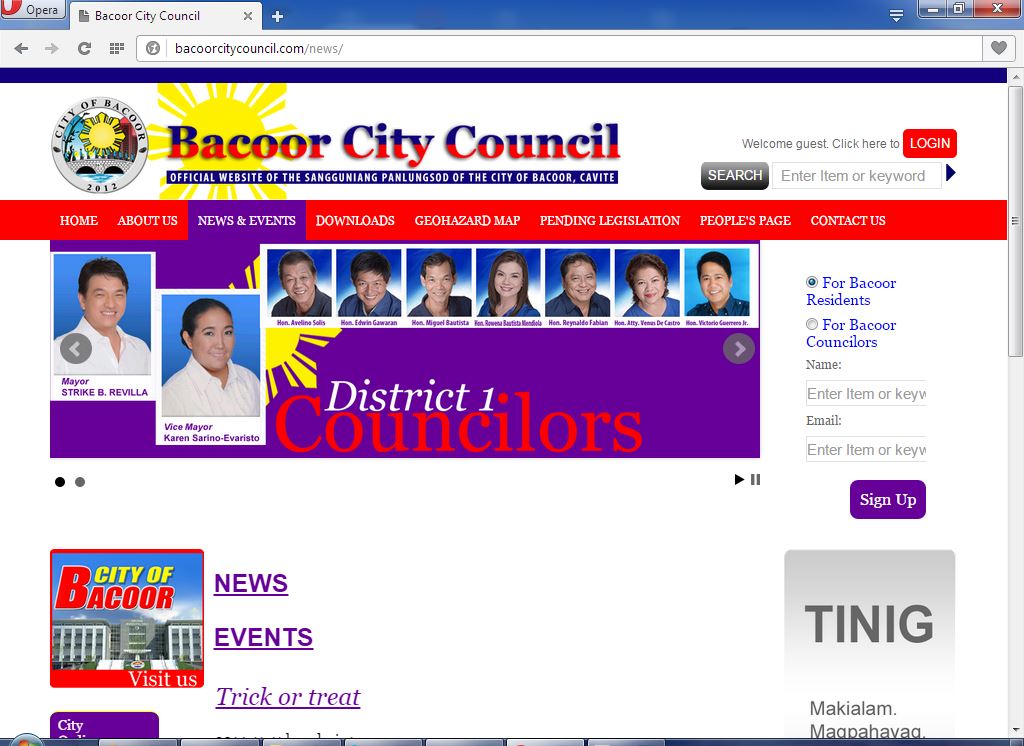 Opera
Bacoor City Council
bacoorcitycouncil.com/news/
CITY OF BACOOR
2012
Bacoor City Council
OFFICIAL WEBSITE OF THE SANGGUNIANG PANLUNGSOD OF THE CITY OF BACOOR, CAVITE
Welcome guest. Click here to LOGIN
SEARCH Enter Item or keyword
HOME ABOUT US NEWS & EVENTS DOWNLOADS GEOHAZARD MAP PENDING LEGISLATION PEOPLE'S PAGE CONTACT US
Hon. Avelino Solis Hon. Edwin Gawaran Hon. Miguel Bautista Hon. Rowena Bautista Mendiola Hon. Reynaldo Fabian Hon. Atty. Venus De Castro Hon. Victorio Guerrero Jr.
Mayor
STRIKE B. REVILLA
Vice Mayor
Karen Sarino-Evaristo
District 1
Councilors
For Bacoor
Residents
For Bacoor
Councilors
Name:
Enter Item or keyw
Email:
Enter Item or keyw
Sign Up
CITY OF
BACOOR
Visit us
City
NEWS
EVENTS
Trick or treat
TINIG
Makialam.
Magpahayag.